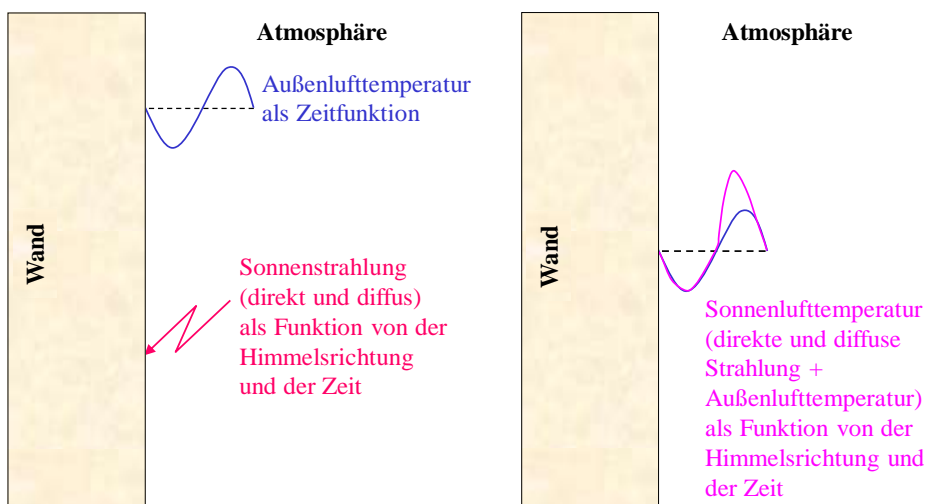 Atmosphäre
Außenlufttemperatur
als Zeitfunktion
Wand
Sonnenstrahlung
(direkt und diffus)
als Funktion von der
Himmelsrichtung
und der Zeit
Atmosphäre
Wand
Sonnenlufttemperatur
(direkte und diffuse
Strahlung +
Außenlufttemperatur)
als Funktion von der
Himmelsrichtung und
der Zeit